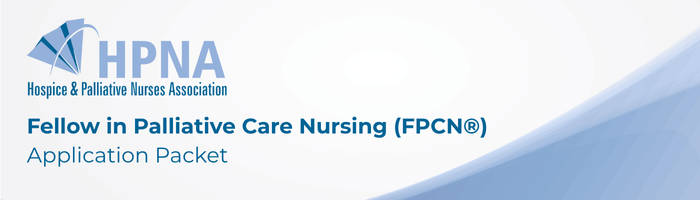 HPNA
Hospice & Palliative Nurses Association
Fellow in Palliative Care Nursing (FPCN®)
Application Packet